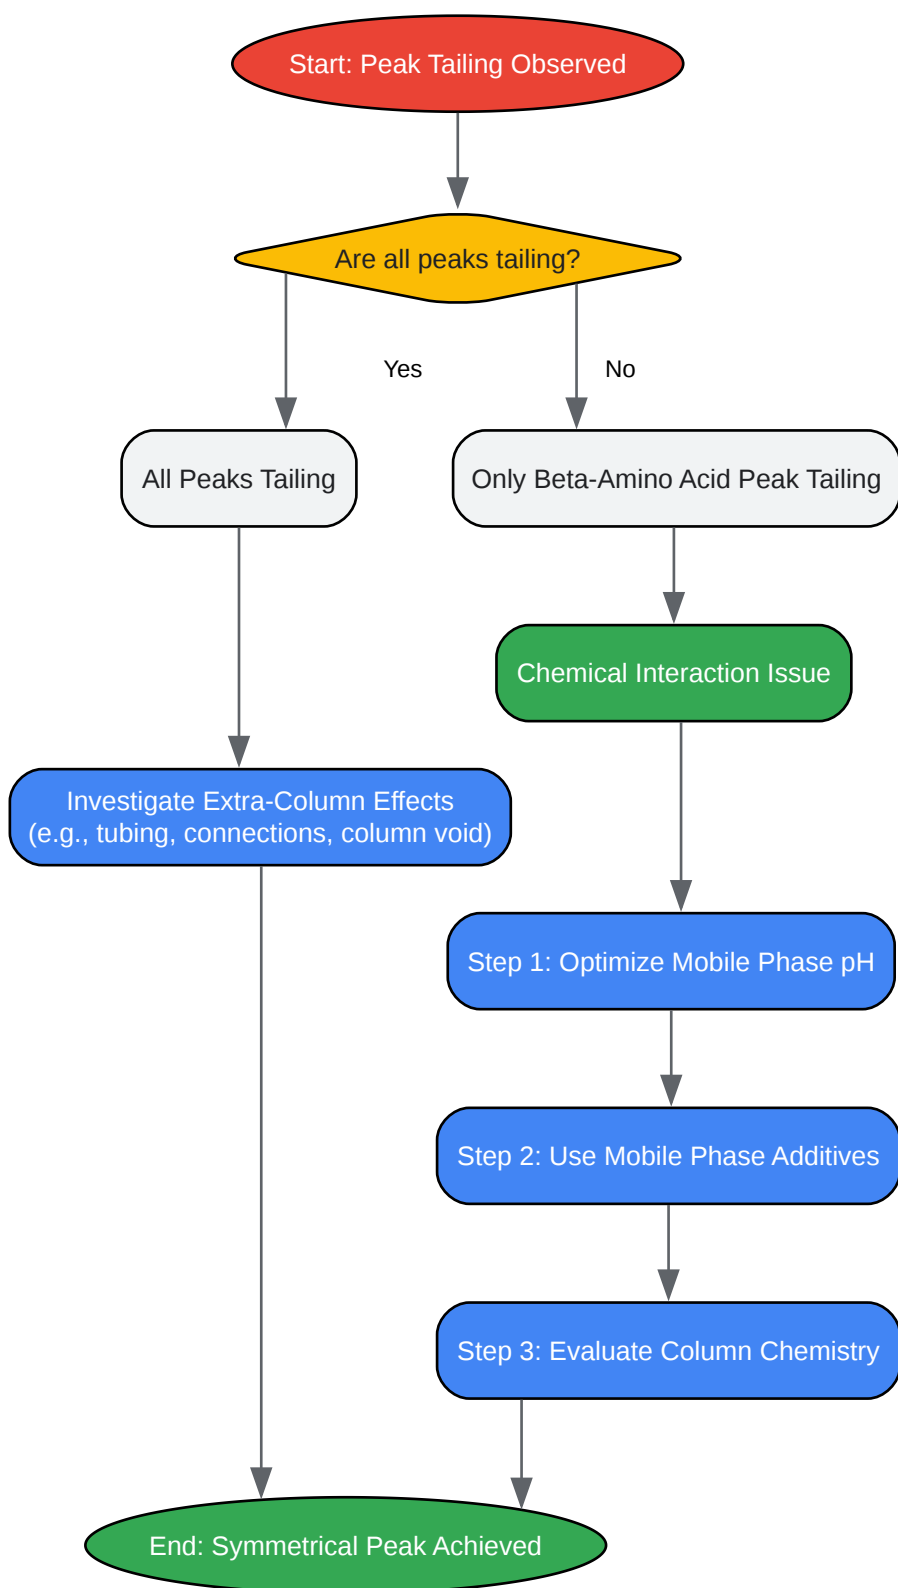 Start: Peak Tailing Observed
Are all peaks tailing?
Yes
No
All Peaks Tailing
Only Beta-Amino Acid Peak Tailing
Chemical Interaction Issue
Investigate Extra-Column Effects
(e.g., tubing, connections, column void)
Step 1: Optimize Mobile Phase pH
Step 2: Use Mobile Phase Additives
Step 3: Evaluate Column Chemistry
End: Symmetrical Peak Achieved